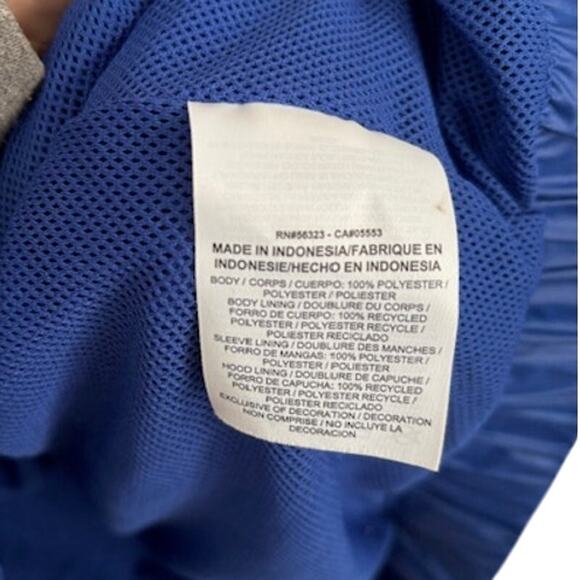 RN#56323 - CA#05553
MADE IN INDONESIA/FABRIQUE EN
INDONESIE/HECHO EN INDONESIA
BODY / CORPS / CUERPO: 100% POLYESTER /
POLYESTER / POLIESTER
BODY LINING / DOUBLURE DU CORPS /
FORRO DE CUERPO: 100% RECYCLED
POLYESTER / POLYESTER RECYCLE /
POLIESTER RECICLADO
SLEEVE LINING / DOUBLURE DES MANCHES /
FORRO DE MANGAS: 100% POLYESTER /
POLYESTER / POLIESTER
HOOD LINING / DOUBLURE DE CAPUCHE /
FORRO DE CAPUCHA: 100% RECYCLED
POLYESTER / POLYESTER RECYCLE /
POLIESTER RECICLADO
EXCLUSIVE OF DECORATION / DECORATION
NON COMPRISE / NO INCLUYE LA
DECORACION